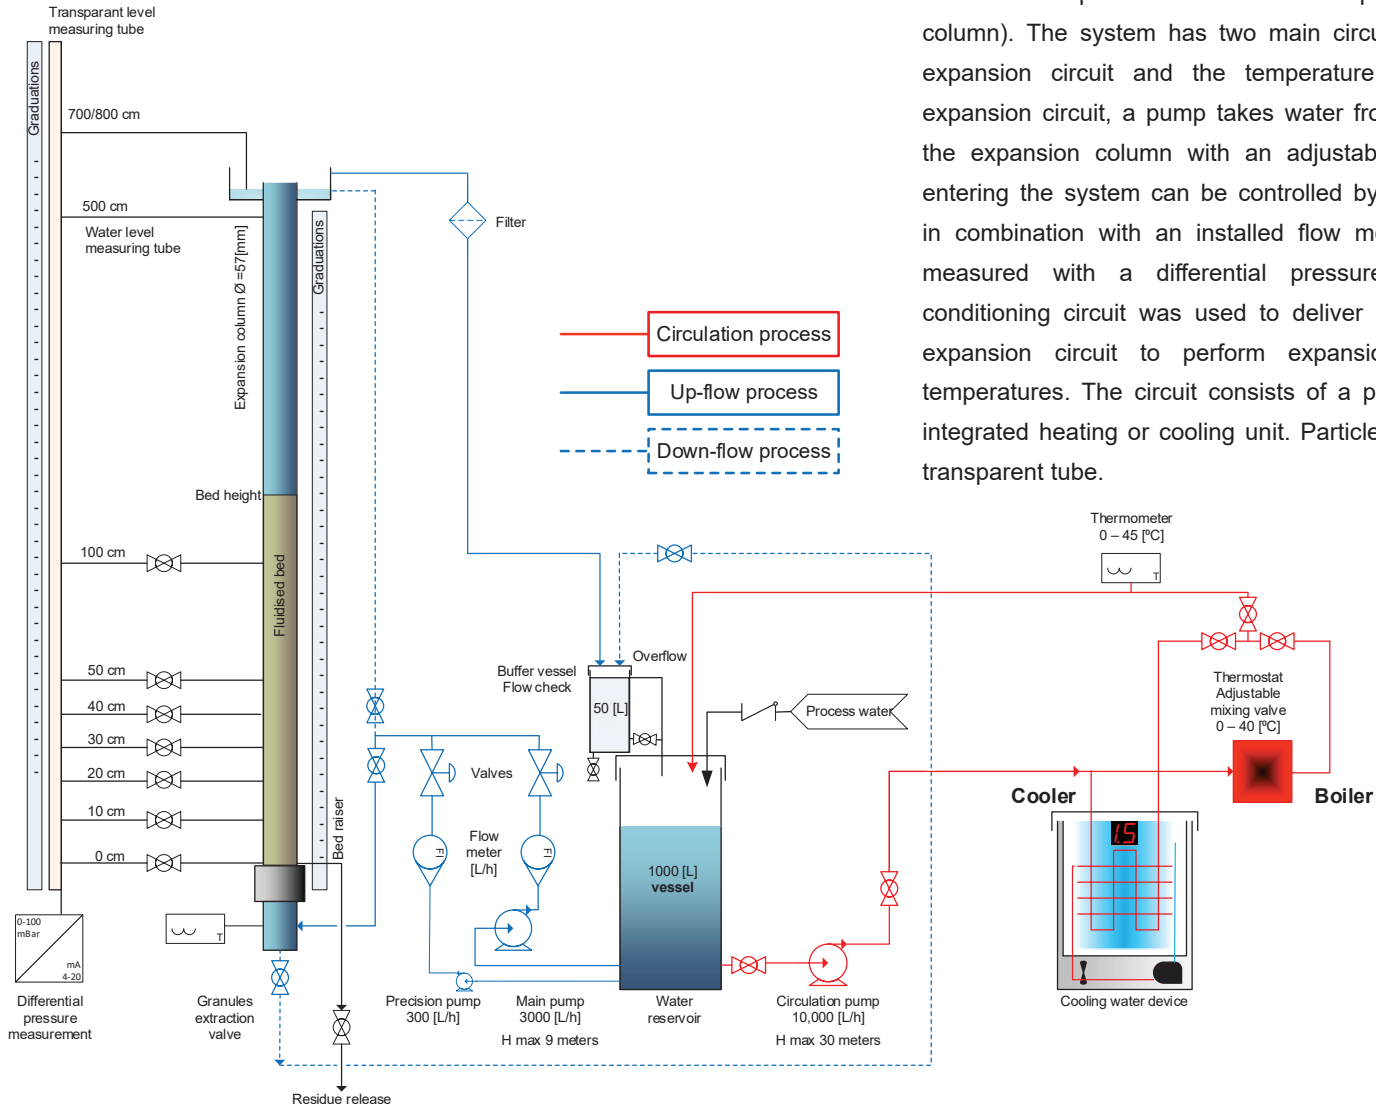 Transparant level
measuring tube
Graduations
700/800 cm
500 cm
Water level
measuring tube
Expansion column Ø =57[mm]
Graduations
Filter
Bed height
100 cm
Fluidised bed
50 cm
40 cm
30 cm
20 cm
10 cm
0 cm
Bed raiser
0-100
mBar
mA
4-20
Differential
pressure
measurement
T
Granules
extraction
valve
Residue release
Circulation process
Up-flow process
Down-flow process
column). The system has two main circu
expansion circuit and the temperature
expansion circuit, a pump takes water fro
the expansion column with an adjustab
entering the system can be controlled by
in combination with an installed flow m
measured with a differential pressure
conditioning circuit was used to deliver
expansion circuit to perform expansio
temperatures. The circuit consists of a p
integrated heating or cooling unit. Particle
transparent tube.
Thermometer
0 – 45 [ºC]
T
Buffer vessel
Flow check
Overflow
50 [L]
Process water
Valves
Flow
meter
[L/h]
FI
FI
1000 [L]
vessel
Precision pump
300 [L/h]
Main pump
3000 [L/h]
H max 9 meters
Water
reservoir
Circulation pump
10,000 [L/h]
H max 30 meters
Thermostat
Adjustable
mixing valve
0 – 40 [ºC]
Cooler
Boiler
1.5
Cooling water device